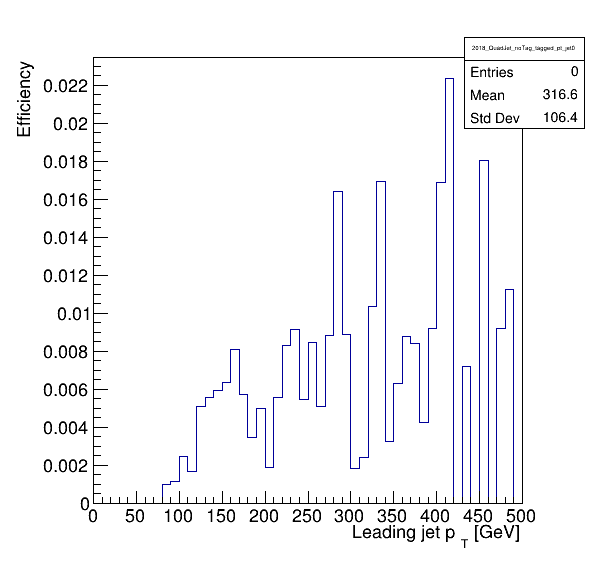 2018_QuadJet_noTag_tagged_pt_jet0
Entries 0
Mean 316.6
Std Dev 106.4
Efficiency
0.022
0.02
0.018
0.016
0.014
0.012
0.01
0.008
0.006
0.004
0.002
0
0 50 100 150 200 250 300 350 400 450 500
Leading jet p_T [GeV]